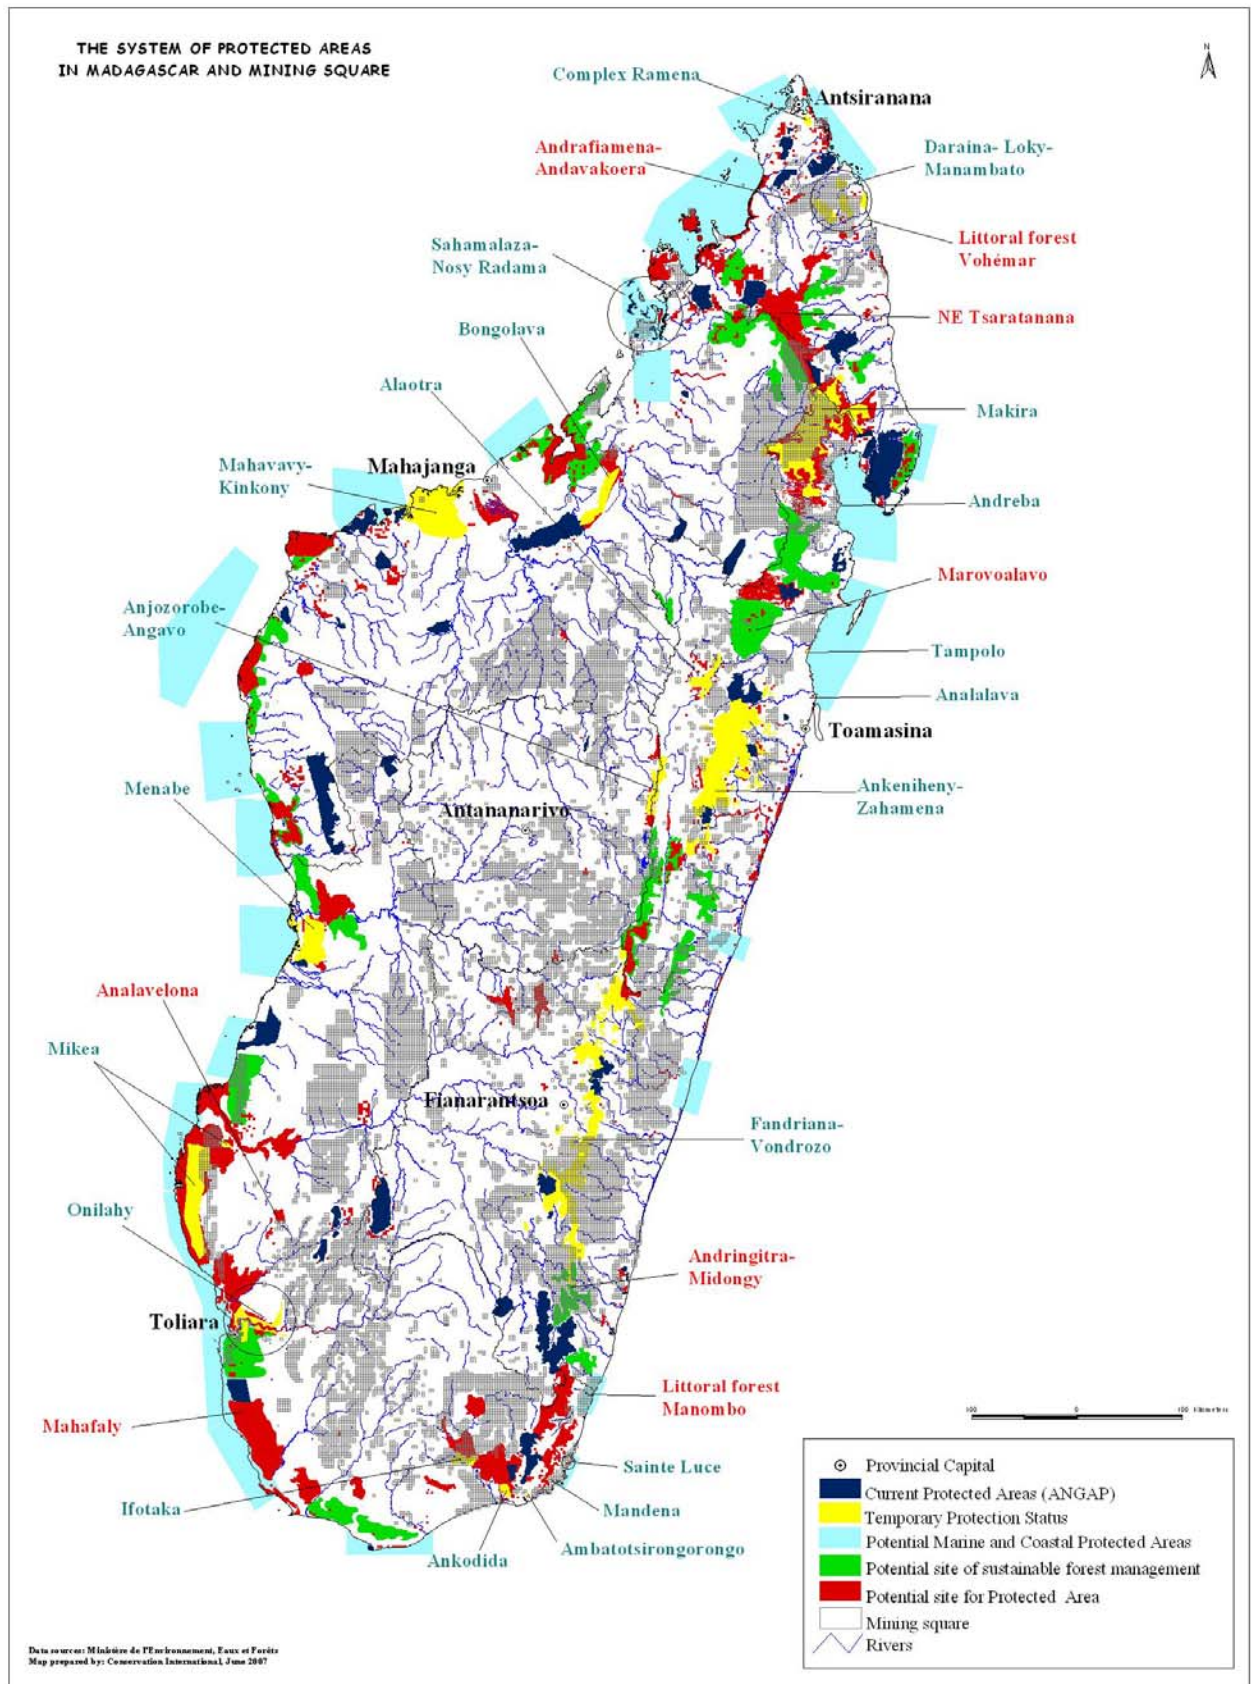 THE SYSTEM OF PROTECTED AREAS
IN MADAGASCAR AND MINING SQUARE
N
Complex Ramena
Antsiranana
Andrafiamena-
Andavakoera
Daraina- Loky-
Manambato
Littoral forest
Vohémar
Sahamalaza-
Nosy Radama
NE Tsaratanana
Bongolava
Alaotra
Makira
Mahavavy-
Kinkony
Mahajanga
Andreba
Marovoalavo
Anjozorobe-
Angavo
Tampolo
Analalava
Toamasina
Menabe
Ankeniheny-
Zahamena
Antananarivo
Analavelona
Mikea
Fianarantsoa
Fandriana-
Vondrozo
Onilahy
Andringitra-
Midongy
Toliara
Littoral forest
Manombo
Mahafaly
Sainte Luce
Ifotaka
Mandena
Ankodida
Ambatotsirongorongo
100 0 100 Kilometers
Provincial Capital
Current Protected Areas (ANGAP)
Temporary Protection Status
Potential Marine and Coastal Protected Areas
Potential site of sustainable forest management
Potential site for Protected Area
Mining square
Rivers
Data sources: Ministère de l'Environnement, Eaux et Forêts
Map prepared by: Conservation International, June 2007